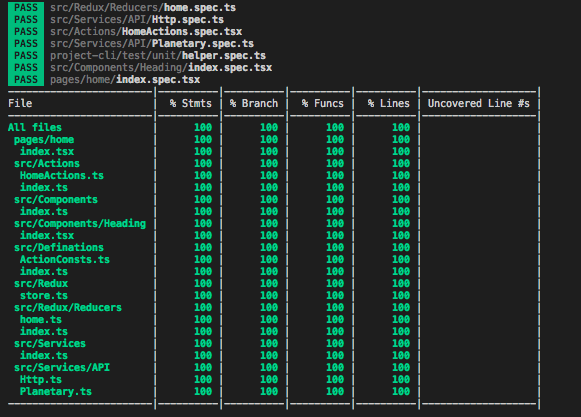 PASS src/Redux/Reducers/home.spec.ts
PASS src/Services/API/Http.spec.ts
PASS src/Actions/HomeActions.spec.tsx
PASS src/Services/API/Planetary.spec.ts
PASS project-cli/test/unit/helper.spec.ts
PASS src/Components/Heading/index.spec.tsx
PASS pages/home/index.spec.tsx
File | % Stmts | % Branch | % Funcs | % Lines | Uncovered Line #s |
All files | 100 | 100 | 100 | 100 | |
pages/home | 100 | 100 | 100 | 100 | |
index.tsx | 100 | 100 | 100 | 100 | |
src/Actions | 100 | 100 | 100 | 100 | |
HomeActions.ts | 100 | 100 | 100 | 100 | |
index.ts | 100 | 100 | 100 | 100 | |
src/Components | 100 | 100 | 100 | 100 | |
index.ts | 100 | 100 | 100 | 100 | |
src/Components/Heading | 100 | 100 | 100 | 100 | |
index.tsx | 100 | 100 | 100 | 100 | |
src/Definations | 100 | 100 | 100 | 100 | |
ActionConsts.ts | 100 | 100 | 100 | 100 | |
index.ts | 100 | 100 | 100 | 100 | |
src/Redux | 100 | 100 | 100 | 100 | |
store.ts | 100 | 100 | 100 | 100 | |
src/Redux/Reducers | 100 | 100 | 100 | 100 | |
home.ts | 100 | 100 | 100 | 100 | |
index.ts | 100 | 100 | 100 | 100 | |
src/Services | 100 | 100 | 100 | 100 | |
index.ts | 100 | 100 | 100 | 100 | |
src/Services/API | 100 | 100 | 100 | 100 | |
Http.ts | 100 | 100 | 100 | 100 | |
Planetary.ts | 100 | 100 | 100 | 100 | |